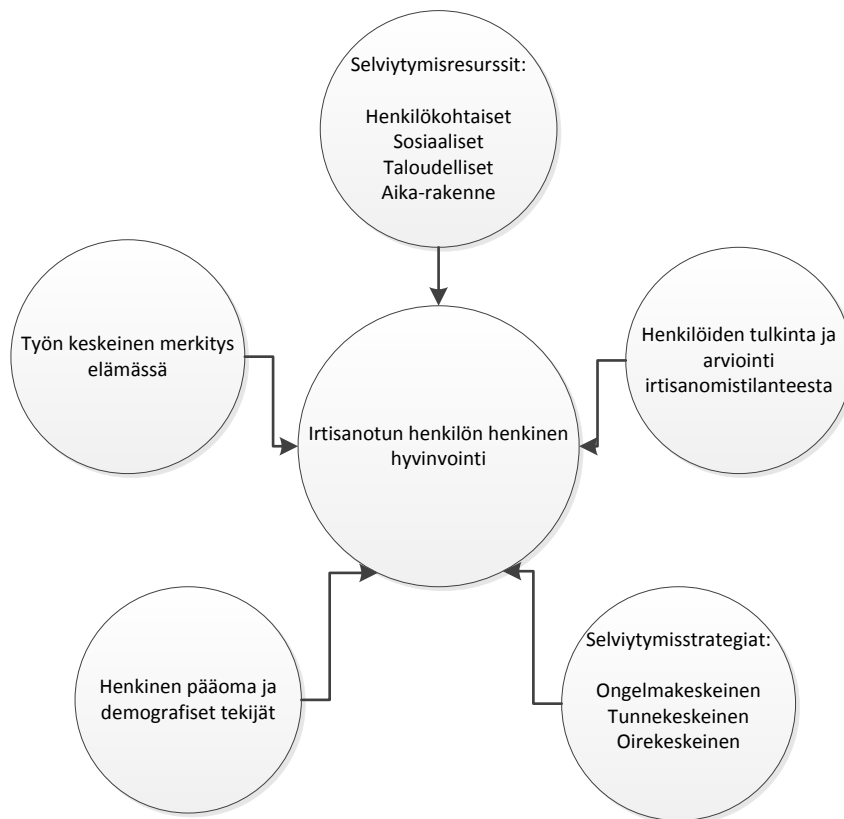 Selviytymisresurssit:
Henkilökohtaiset
Sosiaaliset
Taloudelliset
Aika-rakenne
Työn keskeinen merkitys
elämässä
Henkilöiden tulkinta ja
arviointi
irtisanomistilanteesta
Irtisanotun henkilön henkinen
hyvinvointi
Henkinen pääoma ja
demografiset tekijät
Selviytymisstrategiat:
Ongelmakeskeinen
Tunnekeskeinen
Oirekeskeinen